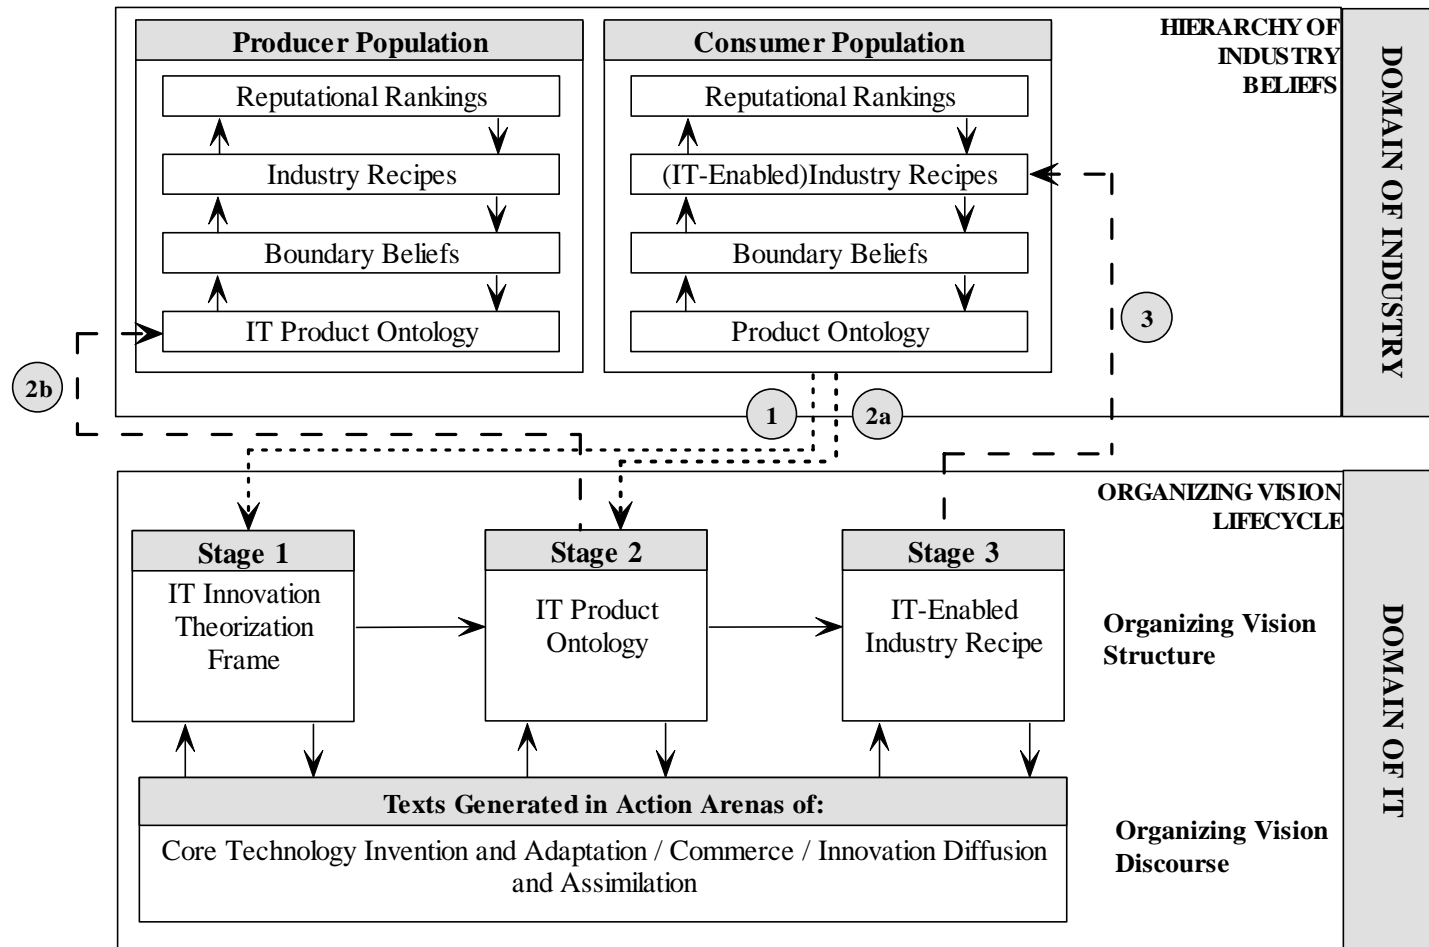 Producer Population
Reputational Rankings
Industry Recipes
Boundary Beliefs
IT Product Ontology
Consumer Population
Reputational Rankings
(IT-Enabled)Industry Recipes
Boundary Beliefs
Product Ontology
HIERARCHY OF
INDUSTRY
BELIEFS
DOMAIN OF INDUSTRY
2b
1
2a
3
ORGANIZING VISION
LIFECYCLE
Stage 1
IT Innovation
Theorization
Frame
Stage 2
IT Product
Ontology
Stage 3
IT-Enabled
Industry Recipe
Organizing Vision
Structure
Texts Generated in Action Arenas of:
Core Technology Invention and Adaptation / Commerce / Innovation Diffusion
and Assimilation
Organizing Vision
Discourse
DOMAIN OF IT